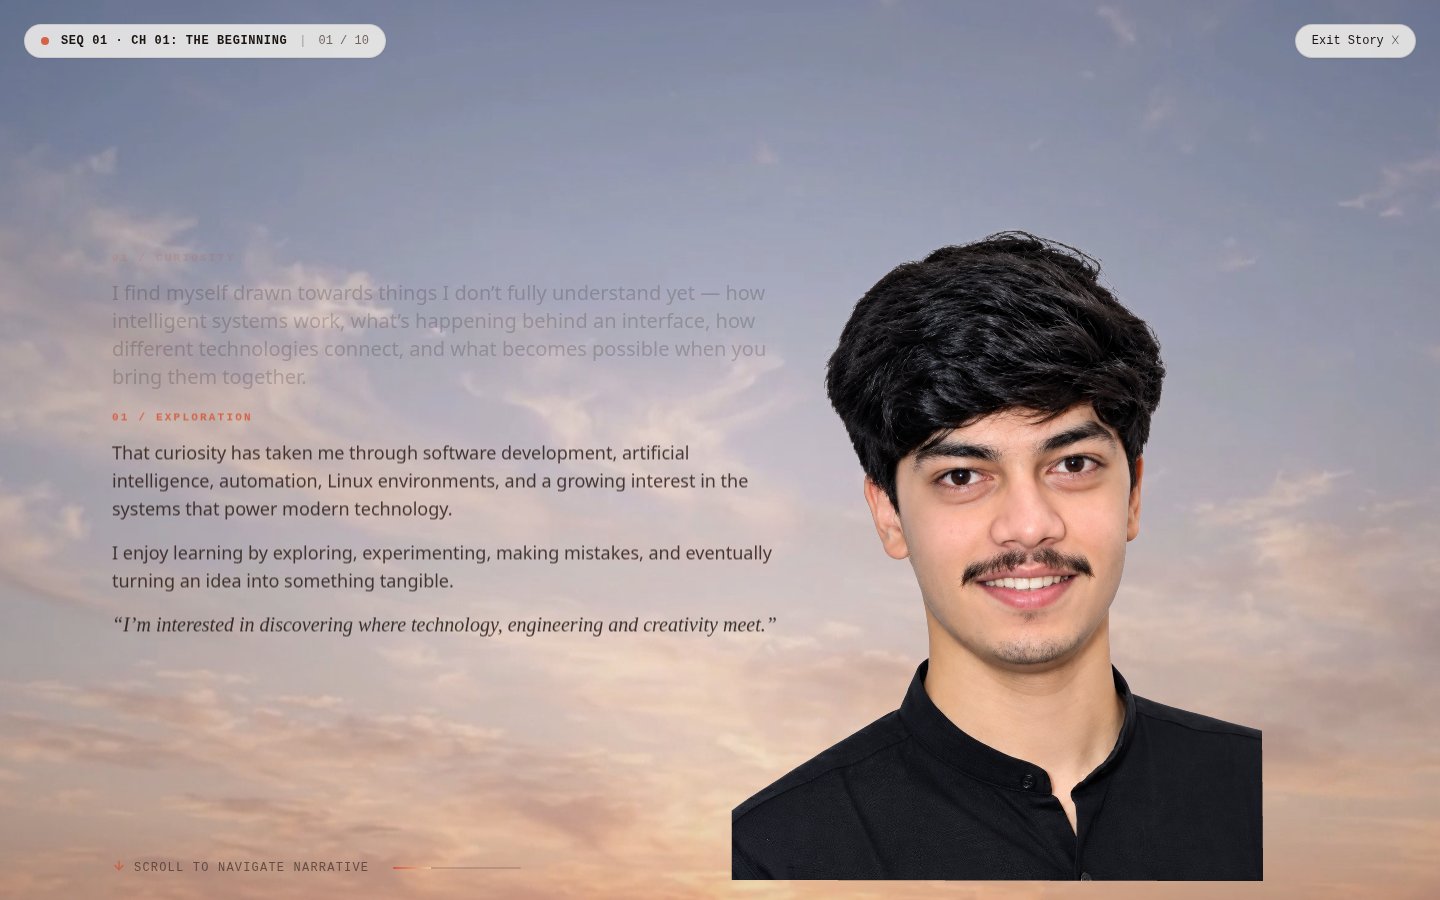 SEQ 01 · CH 01: THE BEGINNING | 01 / 10
Exit Story X
01 / CURIOSITY
I find myself drawn towards things I don’t fully understand yet — how
intelligent systems work, what’s happening behind an interface, how
different technologies connect, and what becomes possible when you
bring them together.
01 / EXPLORATION
That curiosity has taken me through software development, artificial
intelligence, automation, Linux environments, and a growing interest in the
systems that power modern technology.
I enjoy learning by exploring, experimenting, making mistakes, and eventually
turning an idea into something tangible.
“I’m interested in discovering where technology, engineering and creativity meet.”
↓ SCROLL TO NAVIGATE NARRATIVE